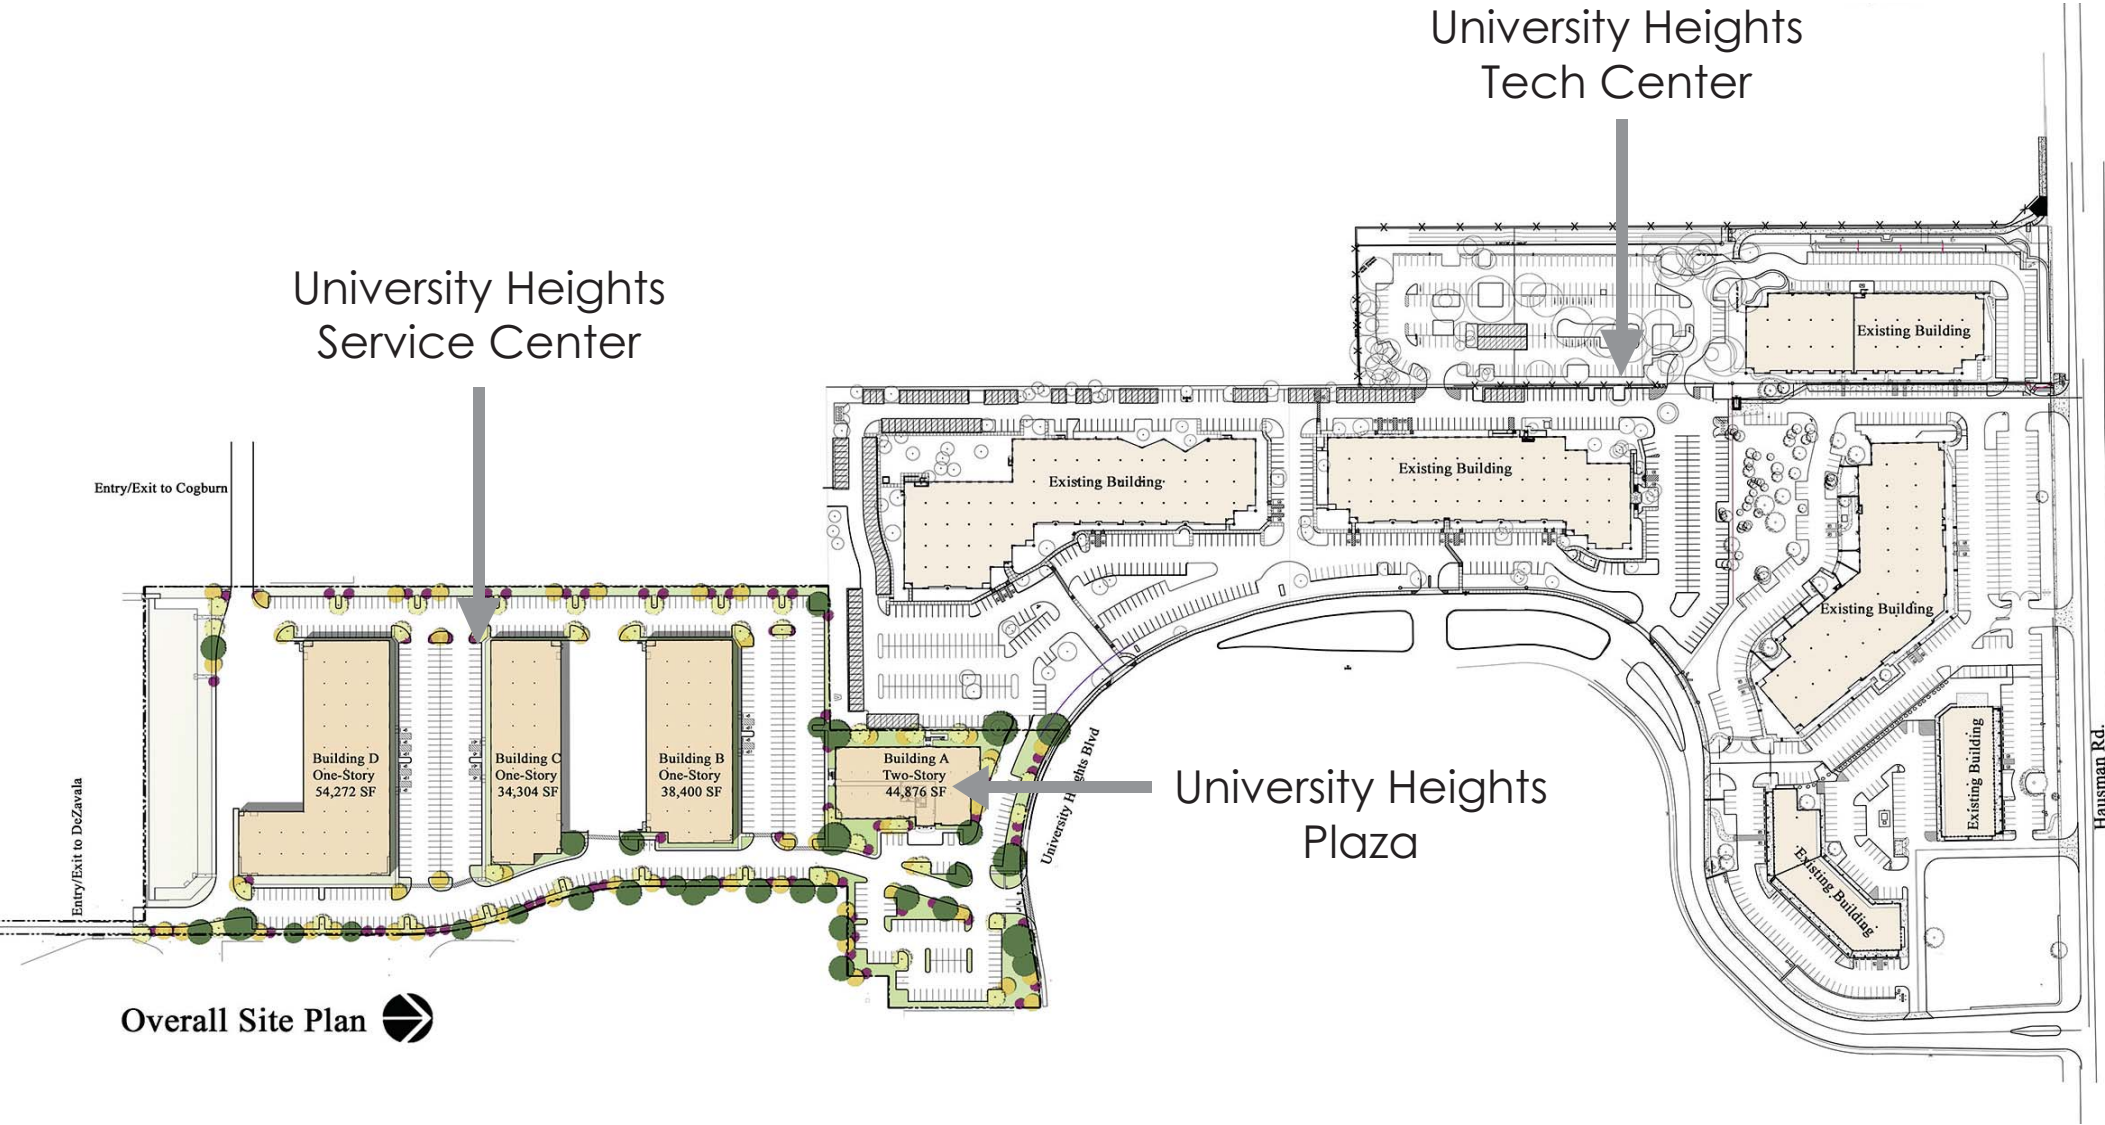 University Heights
Tech Center
University Heights
Service Center
Existing Building
Existing Building
Existing Building
Entry/Exit to Cogburn
Existing Building
Building D
One-Story
54,272 SF
Building C
One-Story
34,304 SF
Building B
One-Story
38,400 SF
Building A
Two-Story
44,876 SF
University Heights
Plaza
University Heights Blvd
Entry/Exit to DeZavala
Existing Building
Existing Building
Hausman Rd.
Overall Site Plan